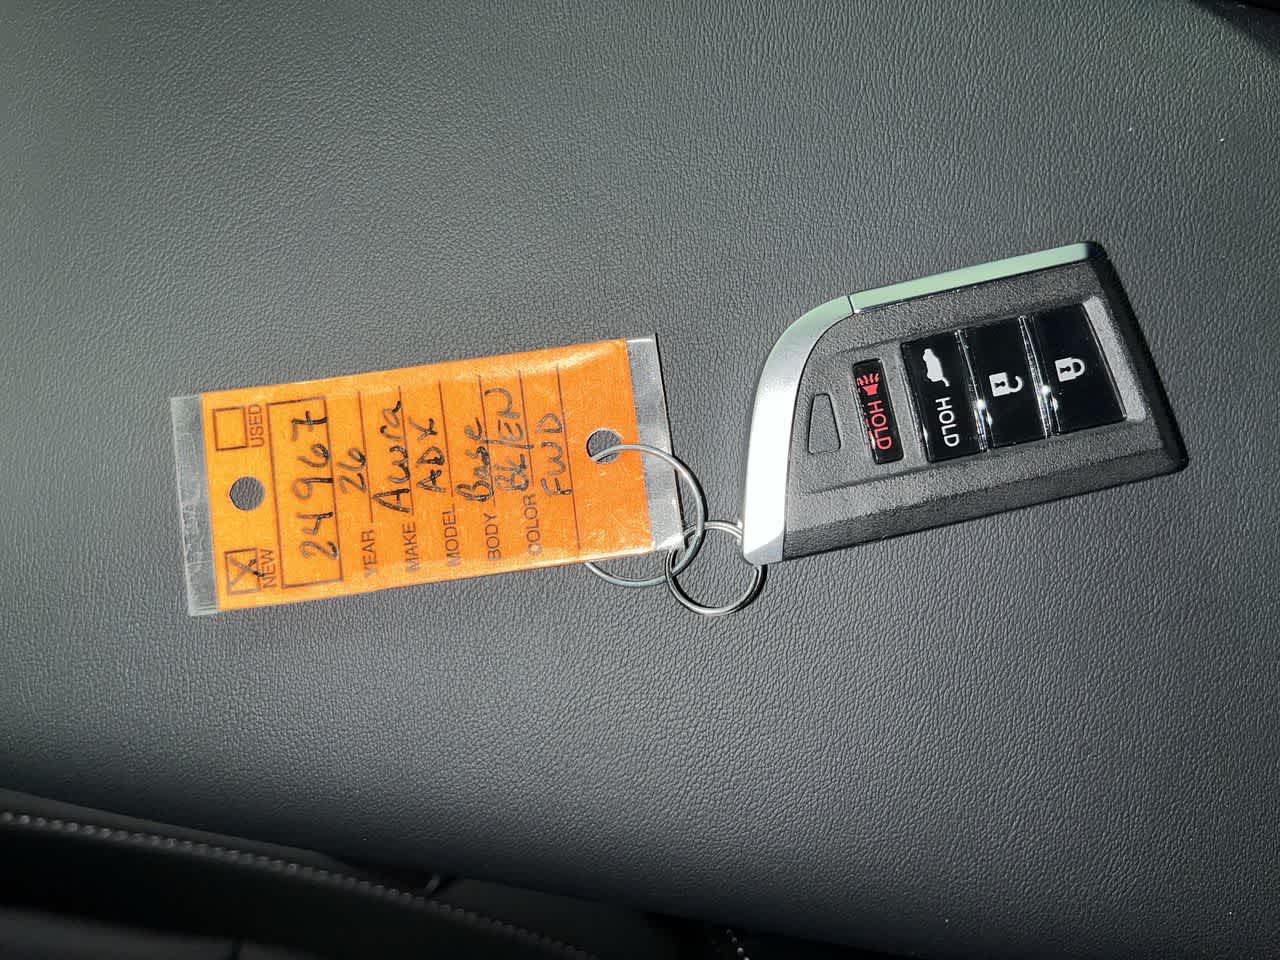 X NEW USED
24967
YEAR 26
MAKE Acura
MODEL ADX
BODY Base
COLOR BK/EN
FWD
HOLD
HOLD